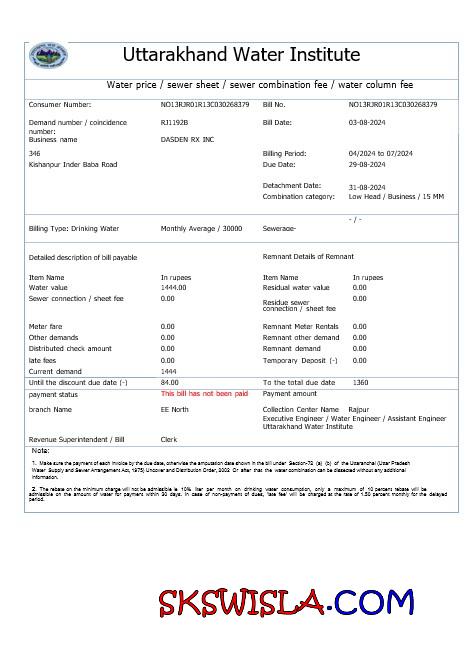 Uttarakhand Water Institute
Water price / sewer sheet / sewer combination fee / water column fee
Consumer Number: NO13RJR01R13C030268379 Bill No. NO13RJR01R13C030268379
Demand number / coincidence number: RJ1192B Bill Date: 03-08-2024
Business name DASDEN RX INC
346 Billing Period: 04/2024 to 07/2024
Kishanpur Inder Baba Road Due Date: 29-08-2024
Detachment Date: 31-08-2024
Combination category: Low Head / Business / 15 MM
- / -
Billing Type: Drinking Water Monthly Average / 30000 Sewerage-
Detailed description of bill payable Remnant Details of Remnant
Item Name In rupees Item Name In rupees
Water value 1444.00 Residual water value 0.00
Sewer connection / sheet fee 0.00 Residue sewer connection / sheet fee 0.00
Meter fare 0.00 Remnant Meter Rentals 0.00
Other demands 0.00 Remnant other demand 0.00
Distributed check amount 0.00 Remnant demand 0.00
late fees 0.00 Temporary Deposit (-) 0.00
Current demand 1444
Until the discount due date (-) 84.00 To the total due date 1360
payment status This bill has not been paid Payment amount
branch Name EE North Collection Center Name Rajpur
Executive Engineer / Water Engineer / Assistant Engineer
Uttarakhand Water Institute
Revenue Superintendent / Bill Clerk
Note:
1. Make sure the payment of each invoice by the due date, otherwise the amputation date shown in the bill under Section-72 (a) (b) of the Uttaranchal (Uttar Pradesh
Water Supply and Sewer Arrangement Act, 1975) Uncover and Distribution Order, 2002 Or after that the water combination can be dissected without any additional
information.
2. The rebate on the minimum charge will not be admissible ie 10% liter per month on drinking water consumption, only a maximum of 10 percent rebate will be
admissible on the amount of water for payment within 30 days. In case of non-payment of dues, 'late fee' will be charged at the rate of 1.50 percent monthly for the delayed
period.
SKSWISLA.COM